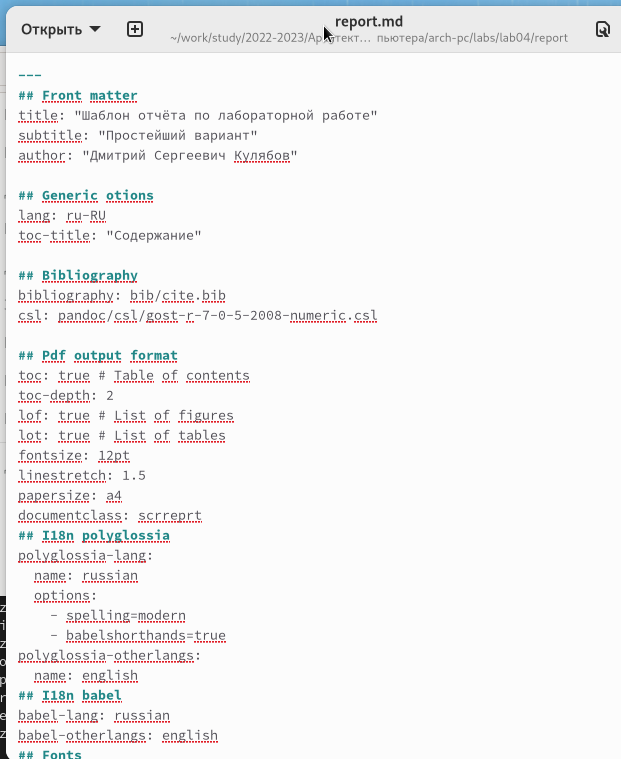 Открыть
report.md
~/work/study/2022-2023/Ар тект... пьютера/arch-pc/labs/lab04/report
---
## Front matter
title: "Шаблон отчёта по лабораторной работе"
subtitle: "Простейший вариант"
author: "Дмитрий Сергеевич Кулябов"
## Generic otions
lang: ru-RU
toc-title: "Содержание"
## Bibliography
bibliography: bib/cite.bib
csl: pandoc/csl/gost-r-7-0-5-2008-numeric.csl
## Pdf output format
toc: true # Table of contents
toc-depth: 2
lof: true # List of figures
lot: true # List of tables
fontsize: 12pt
linestretch: 1.5
papersize: a4
documentclass: scrreprt
## I18n polyglossia
polyglossia-lang:
  name: russian
  options:
    - spelling=modern
    - babelshorthands=true
polyglossia-otherlangs:
  name: english
## I18n babel
babel-lang: russian
babel-otherlangs: english
## Fonts